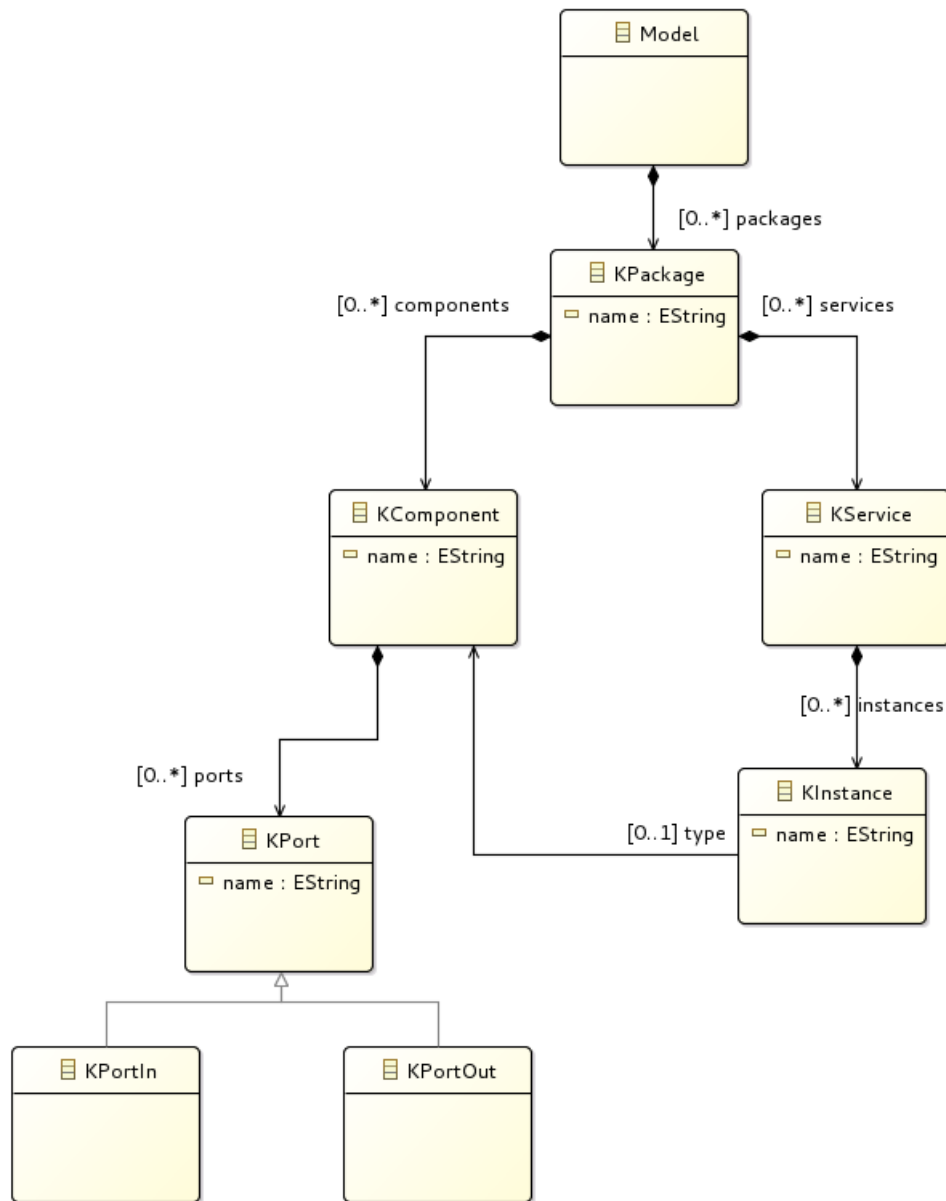 Model
[0..*] packages
KPackage
name : EString
[0..*] components
[0..*] services
KComponent
name : EString
KService
name : EString
[0..*] instances
KInstance
name : EString
[0..1] type
[0..*] ports
KPort
name : EString
KPortIn
KPortOut